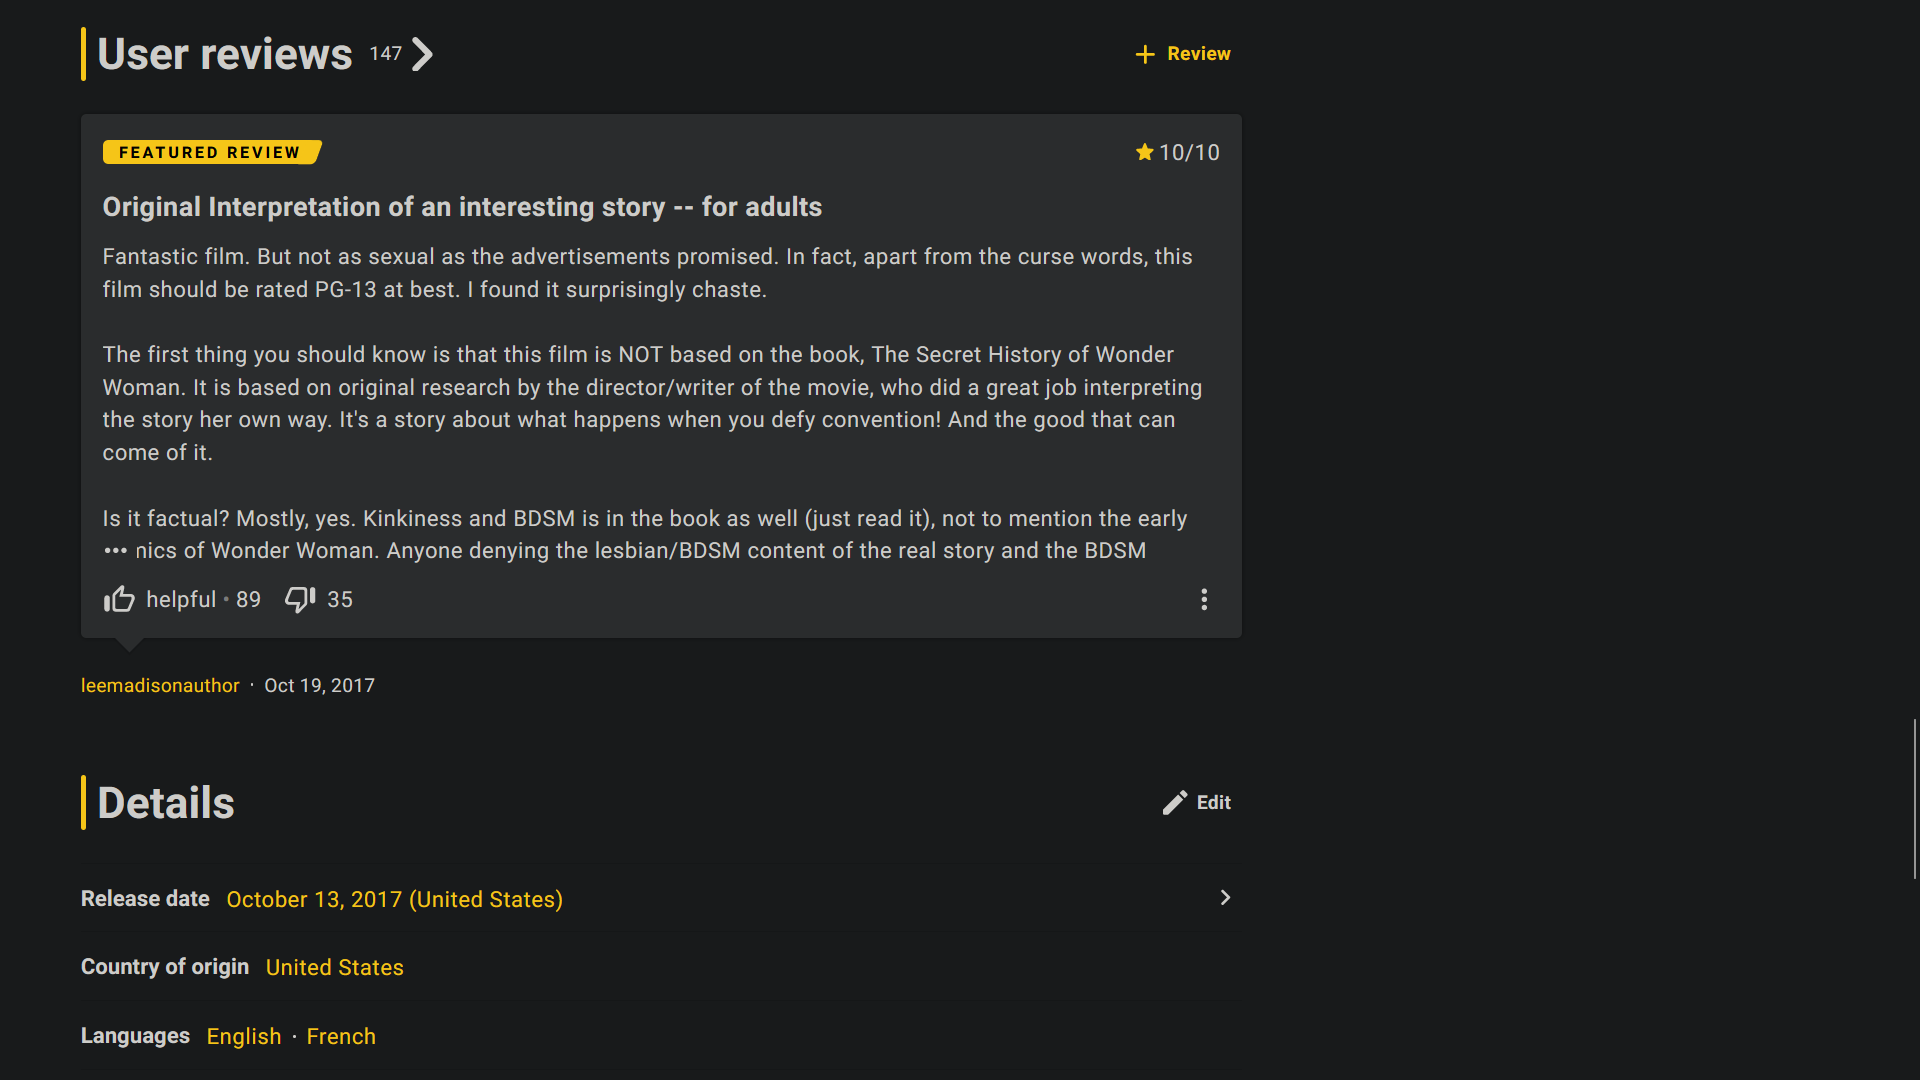 User reviews 147
+ Review
FEATURED REVIEW
10/10
Original Interpretation of an interesting story -- for adults
Fantastic film. But not as sexual as the advertisements promised. In fact, apart from the curse words, this
film should be rated PG-13 at best. I found it surprisingly chaste.
The first thing you should know is that this film is NOT based on the book, The Secret History of Wonder
Woman. It is based on original research by the director/writer of the movie, who did a great job interpreting
the story her own way. It's a story about what happens when you defy convention! And the good that can
come of it.
Is it factual? Mostly, yes. Kinkiness and BDSM is in the book as well (just read it), not to mention the early
••• nics of Wonder Woman. Anyone denying the lesbian/BDSM content of the real story and the BDSM
helpful • 89 35
leemadisonauthor · Oct 19, 2017
Details
Edit
Release date October 13, 2017 (United States)
Country of origin United States
Languages English · French